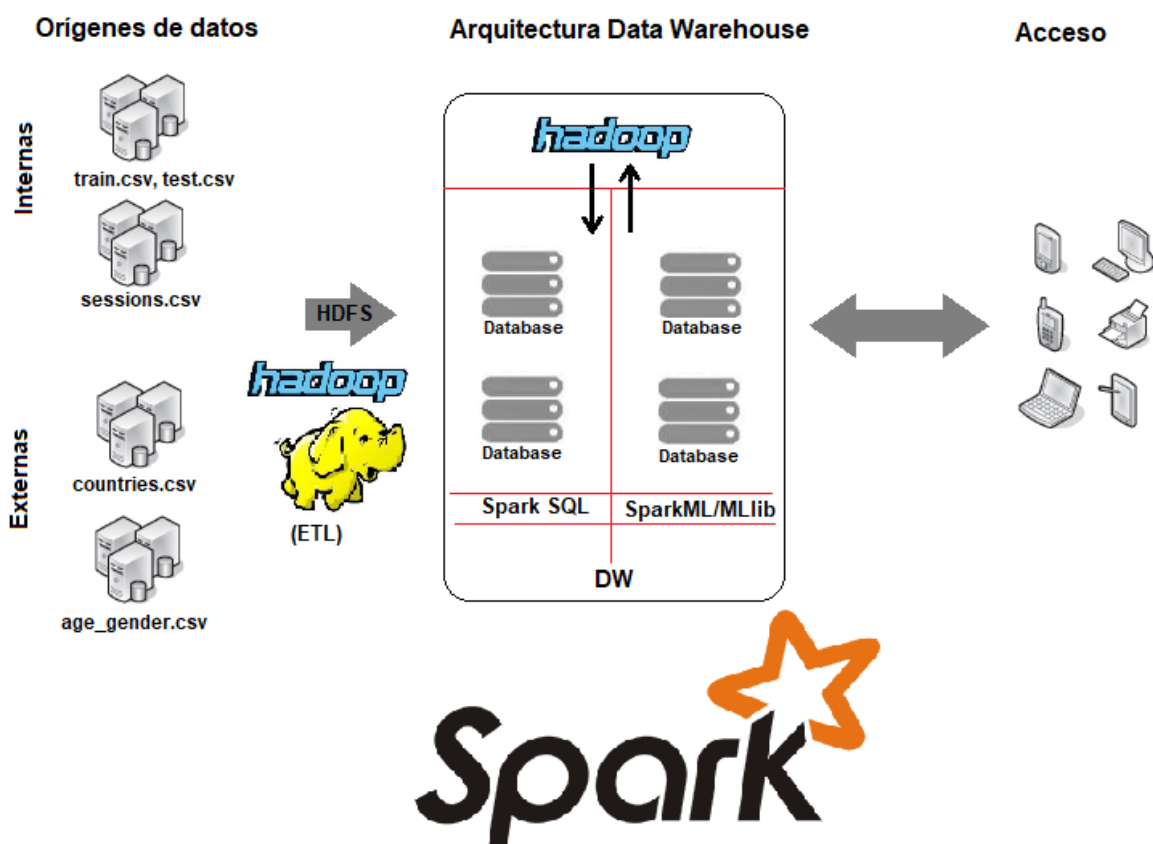 Orígenes de datos
Arquitectura Data Warehouse
Acceso
Internas
train.csv, test.csv
sessions.csv
Externas
countries.csv
age_gender.csv
HDFS
hadoop
(ETL)
hadoop
Database
Database
Database
Database
Spark SQL
SparkML/MLlib
DW
Spark